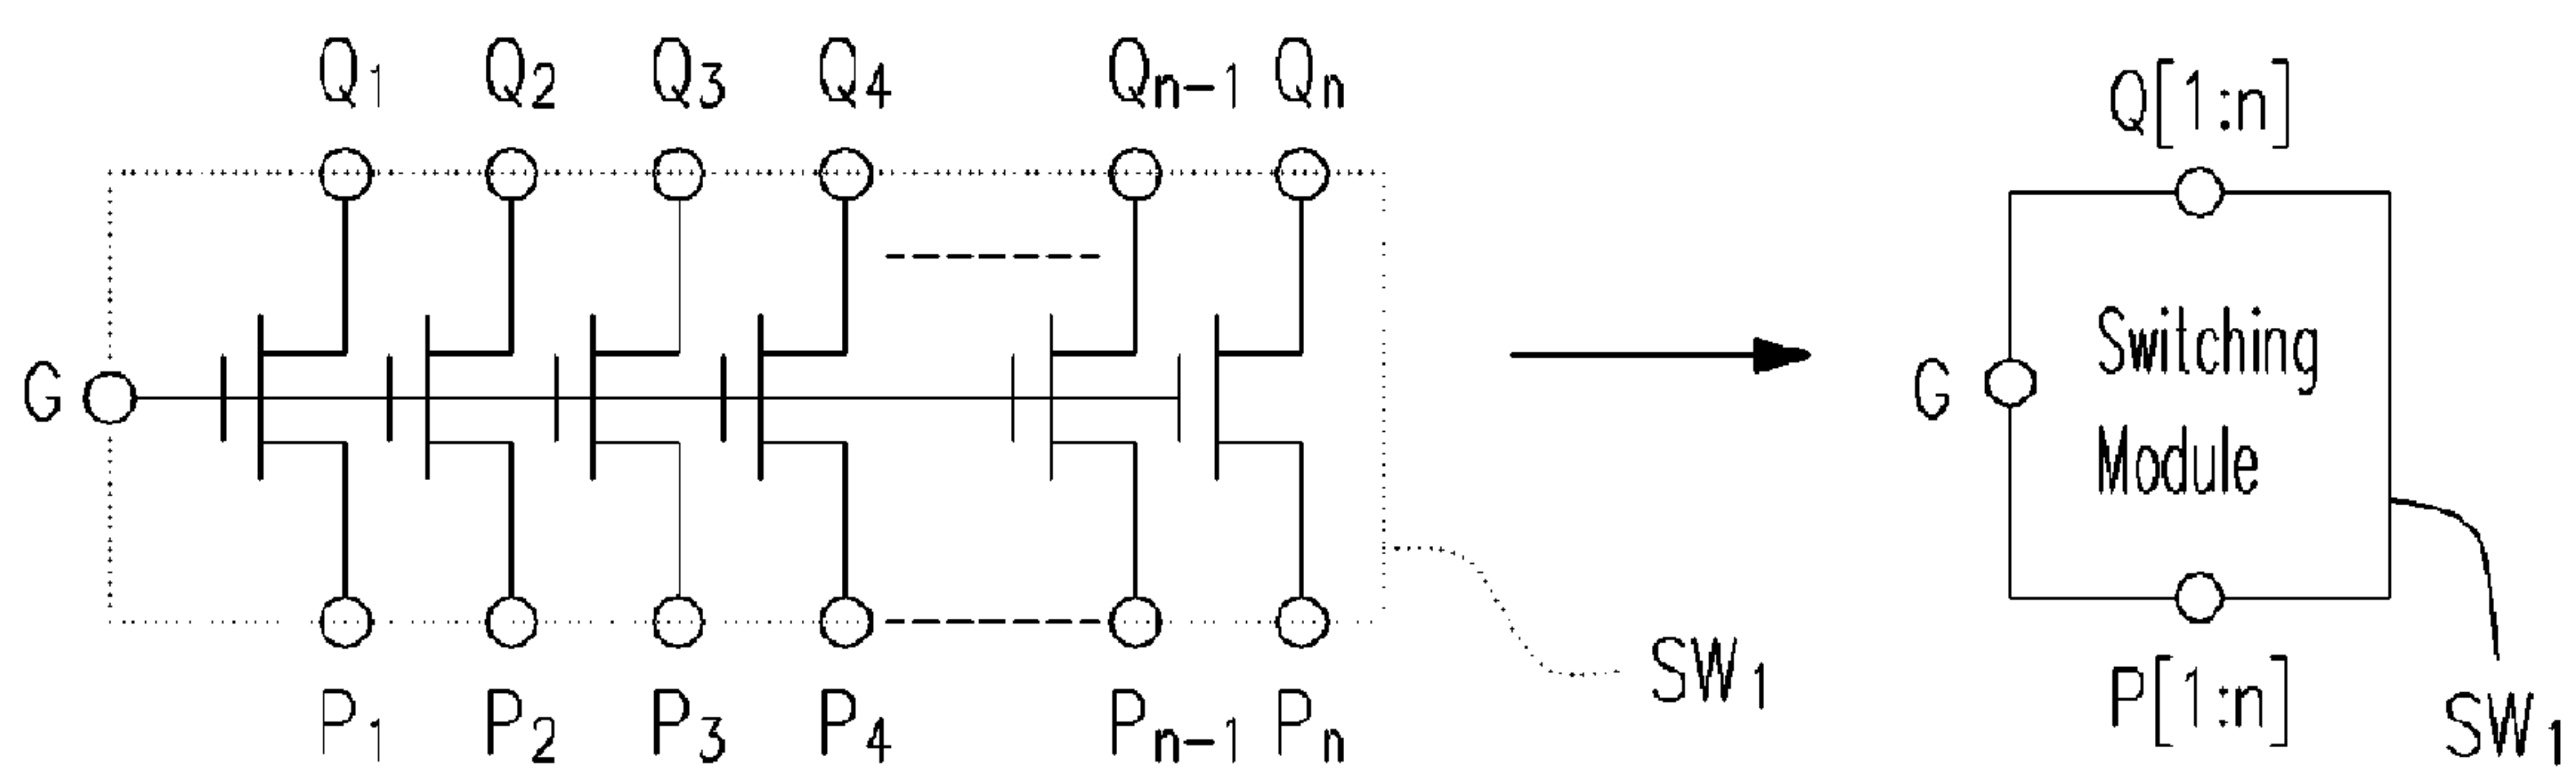 Q1 Q2 Q3 Q4 Qn-1 Qn
Q[1:n]
G
G
Switching
Module
SW1
P1 P2 P3 P4 Pn-1 Pn
P[1:n]
SW1